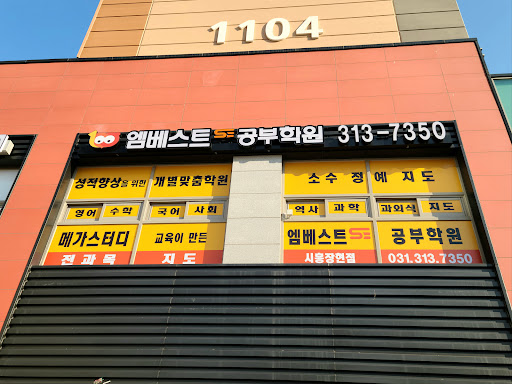 1104
100 엠베스트 SE 공부학원 313-7350
성적향상을 위한 개별맞춤학원 소수정예지도
영어 수학 국어 사회 역사 과학 과외식 지도
메가스터디 교육이 만든 엠베스트 SE 공부학원
전과목 지도 시흥장현점 031.313.7350